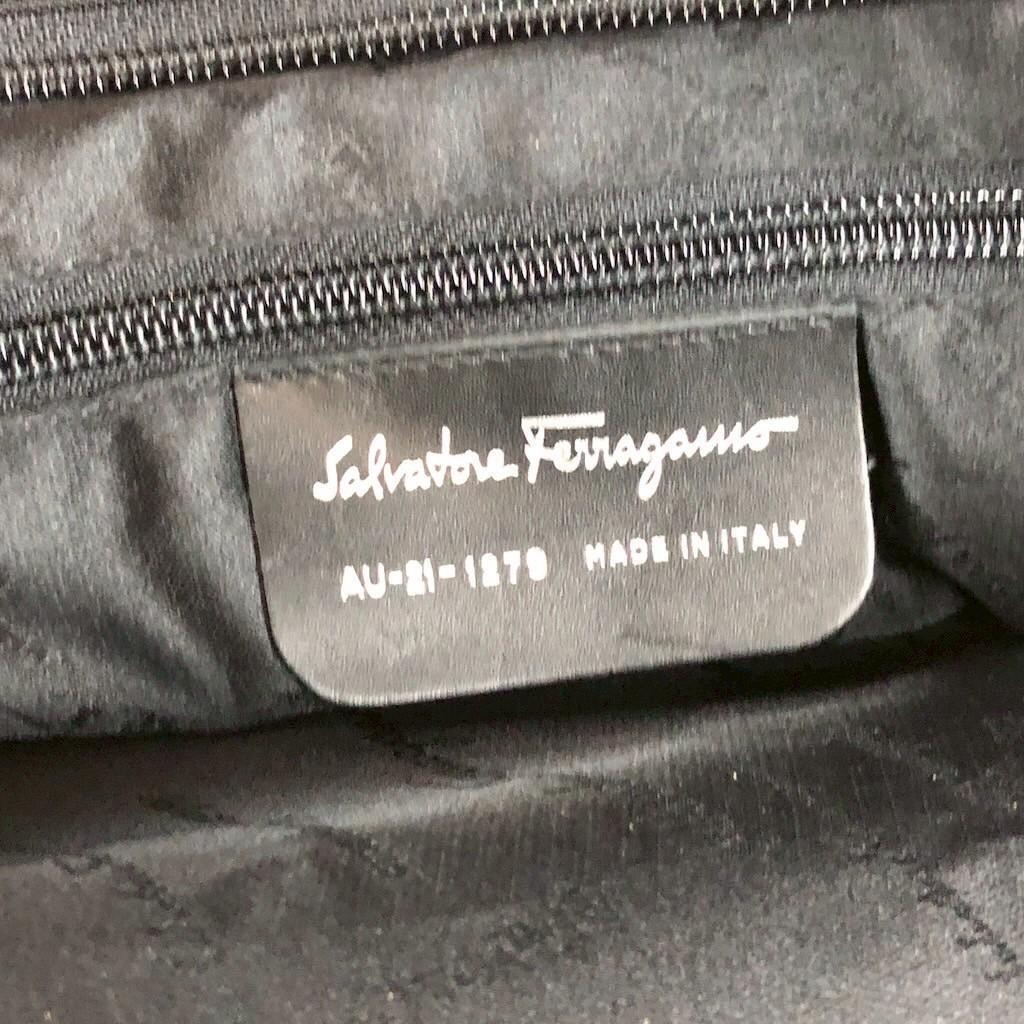 Salvatore Ferragamo
AU-21-1279 MADE IN ITALY